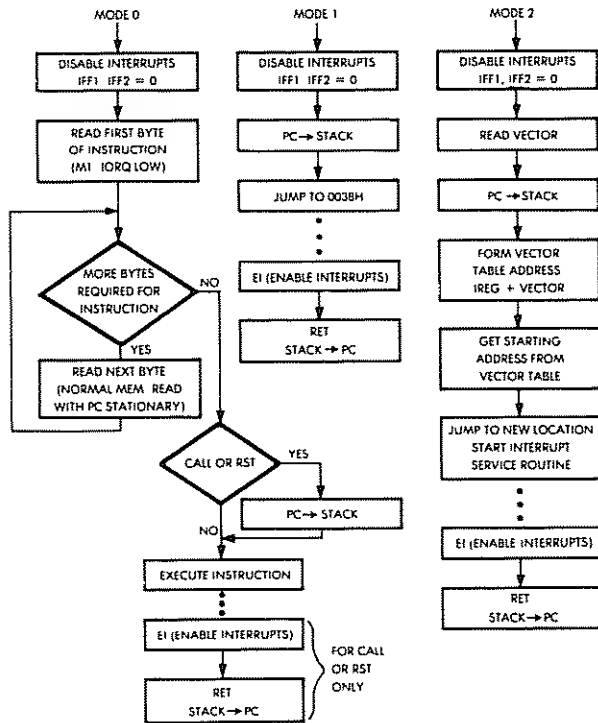 MODE 0
DISABLE INTERRUPTS
IFF1 IFF2 = 0
READ FIRST BYTE
OF INSTRUCTION
(M1 IORQ LOW)
MORE BYTES
REQUIRED FOR
INSTRUCTION
NO
YES
READ NEXT BYTE
(NORMAL MEM READ
WITH PC STATIONARY)
CALL OR RST
YES
PC→STACK
NO
EXECUTE INSTRUCTION
EI (ENABLE INTERRUPTS)
RET
STACK→PC
FOR CALL
OR RST
ONLY
MODE 1
DISABLE INTERRUPTS
IFF1 IFF2 = 0
PC→STACK
JUMP TO 0038H
EI (ENABLE INTERRUPTS)
RET
STACK→PC
MODE 2
DISABLE INTERRUPTS
IFF1, IFF2 = 0
READ VECTOR
PC→STACK
FORM VECTOR
TABLE ADDRESS
IREG + VECTOR
GET STARTING
ADDRESS FROM
VECTOR TABLE
JUMP TO NEW LOCATION
START INTERRUPT
SERVICE ROUTINE
EI (ENABLE INTERRUPTS)
RET
STACK→PC